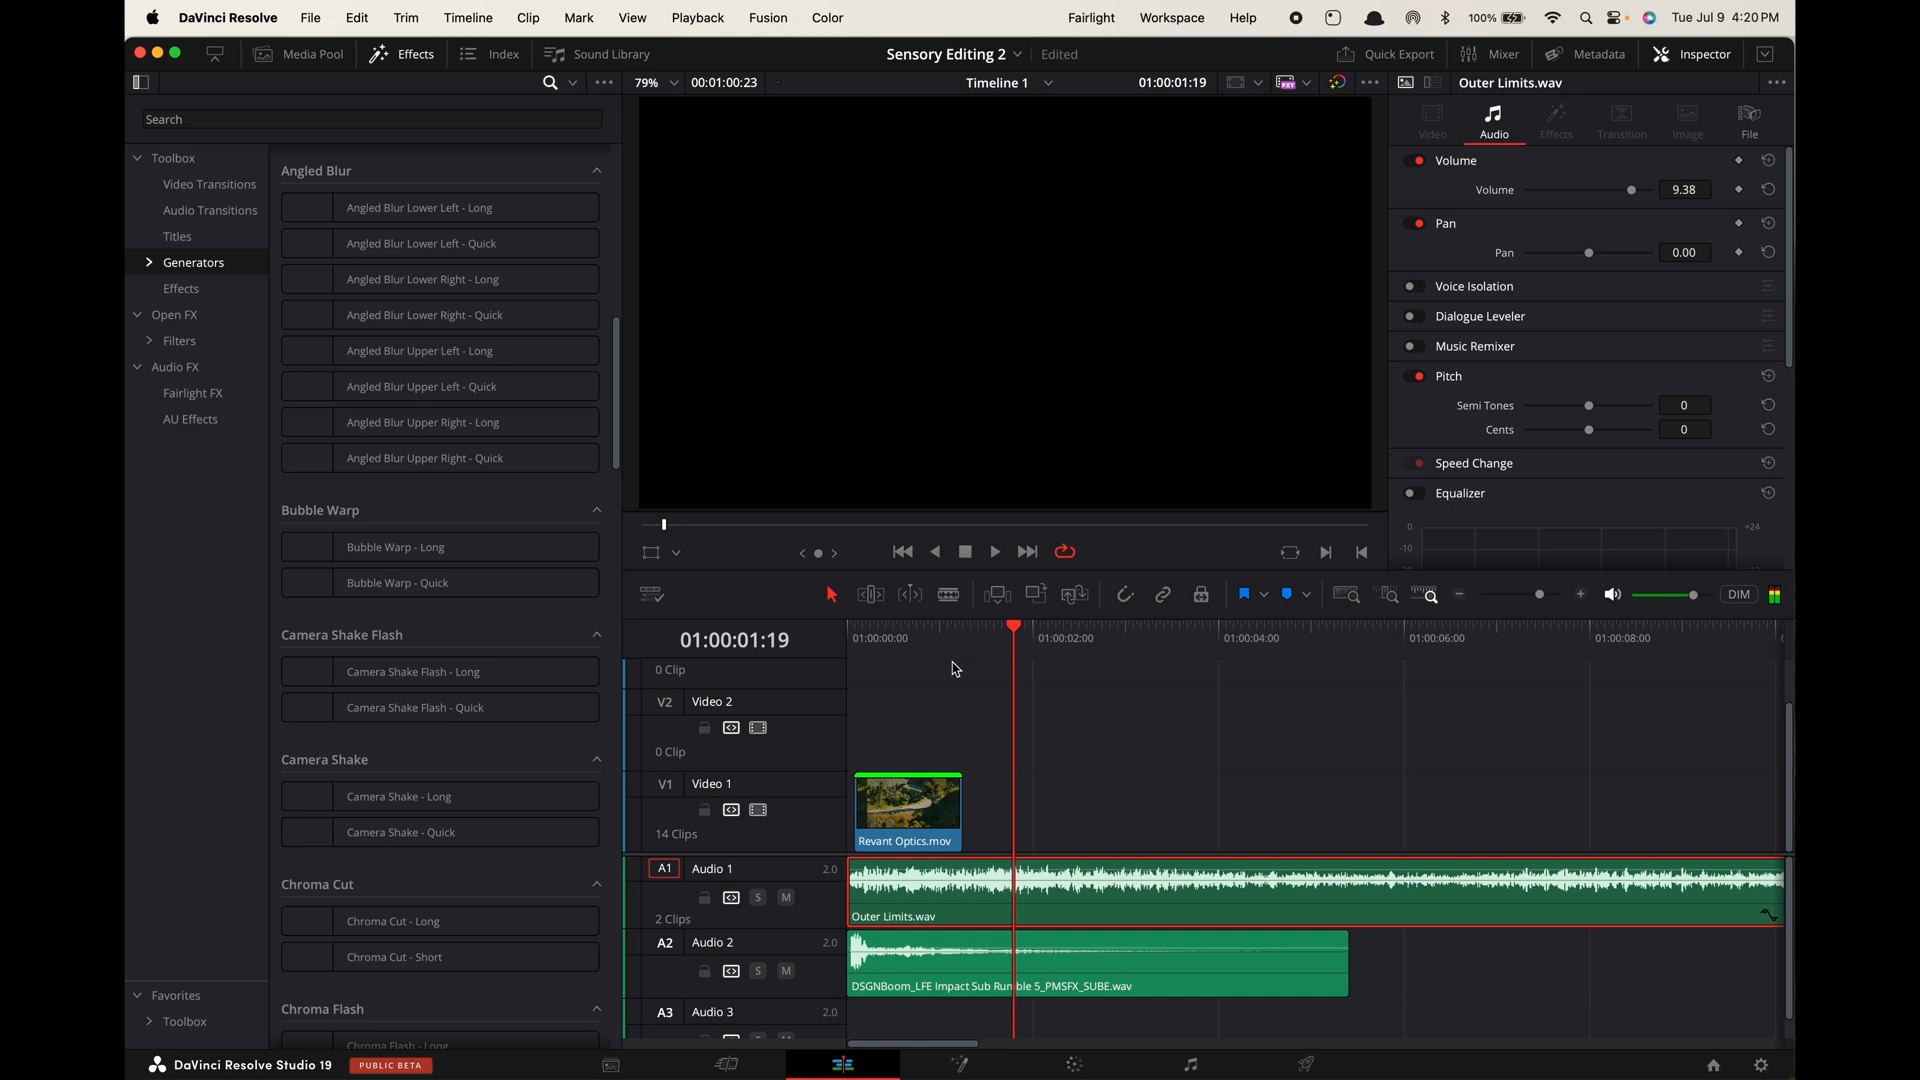 DaVinci Resolve File Edit Trim Timeline Clip Mark View Playback Fusion Color Fairlight Workspace Help 100% Tue Jul 9 4:20 PM
Media Pool Effects Index Sound Library Sensory Editing 2 Edited Quick Export Mixer Metadata Inspector
79% 00:01:00:23 Timeline 1 01:00:01:19 PXY Outer Limits.wav
Search
Video Audio Effects Transition Image File
Toolbox
Video Transitions
Audio Transitions
Titles
Generators
Effects
Open FX
Filters
Audio FX
Fairlight FX
AU Effects
Favorites
Toolbox
Angled Blur
Angled Blur Lower Left - Long
Angled Blur Lower Left - Quick
Angled Blur Lower Right - Long
Angled Blur Lower Right - Quick
Angled Blur Upper Left - Long
Angled Blur Upper Left - Quick
Angled Blur Upper Right - Long
Angled Blur Upper Right - Quick
Bubble Warp
Bubble Warp - Long
Bubble Warp - Quick
Camera Shake Flash
Camera Shake Flash - Long
Camera Shake Flash - Quick
Camera Shake
Camera Shake - Long
Camera Shake - Quick
Chroma Cut
Chroma Cut - Long
Chroma Cut - Short
Chroma Flash
Chroma Flash - Long
Volume
Volume 9.38
Pan
Pan 0.00
Voice Isolation
Dialogue Leveler
Music Remixer
Pitch
Semi Tones 0
Cents 0
Speed Change
Equalizer
0 +24
-10
DIM
01:00:01:19 01:00:00:00 01:00:02:00 01:00:04:00 01:00:06:00 01:00:08:00
0 Clip
V2 Video 2
0 Clip
V1 Video 1
14 Clips
Revant Optics.mov
A1 Audio 1 2.0
S M
2 Clips
Outer Limits.wav
A2 Audio 2 2.0
S M
DSGNBoom_LFE Impact Sub Rumble 5_PMSFX_SUBE.wav
A3 Audio 3 2.0
DaVinci Resolve Studio 19 PUBLIC BETA